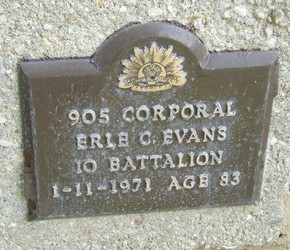 905 CORPORAL
ERLE C. EVANS
10 BATTALION
1-11-1971 AGE 83